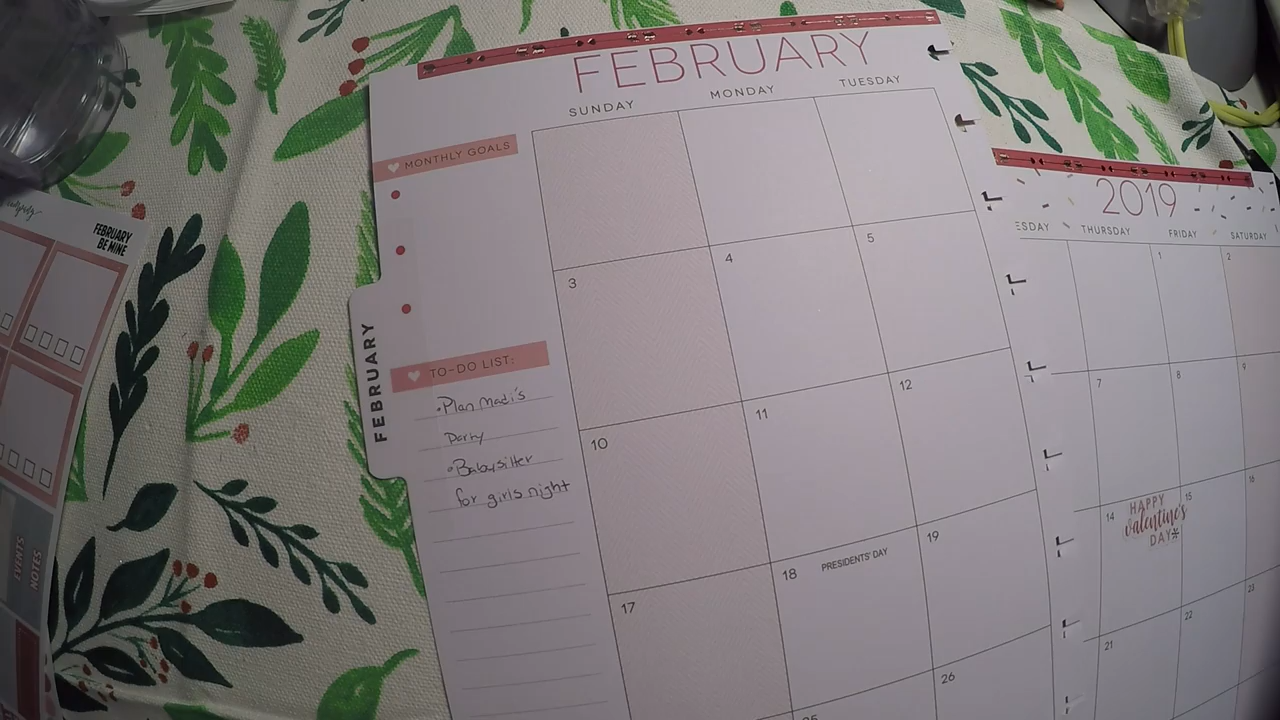 FEBRUARY
SUNDAY MONDAY TUESDAY
MONTHLY GOALS
3 4 5
TO-DO LIST:
·Plan Madi's
Party
·Babysitter
for girls night
10 11 12
17 18 PRESIDENTS' DAY 19
25 26
FEBRUARY
2019
ESDAY THURSDAY FRIDAY SATURDAY
1 2
7 8 9
14 HAPPY
valentine's
DAY*
15 16
21 22 23
FEBRUARY
BE MINE
EVENTS
NOTES